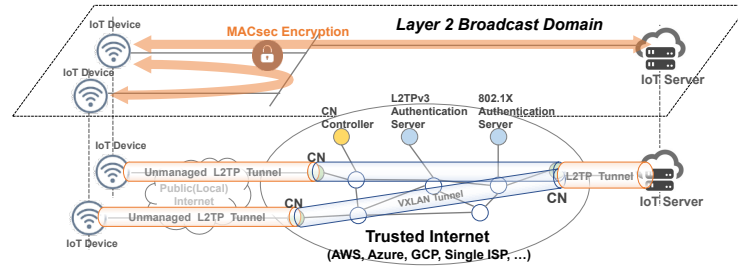 Layer 2 Broadcast Domain
IoT Device
MACsec Encryption
IoT Device
IoT Server
L2TPv3
Authentication
Server
802.1X
Authentication
Server
CN
Controller
IoT Device
CN
Unmanaged L2TP Tunnel
L2TP Tunnel
Public(Local)
Internet
VXLAN Tunnel
CN
CN
Unmanaged L2TP Tunnel
IoT Device
IoT Server
Trusted Internet
(AWS, Azure, GCP, Single ISP, ...)